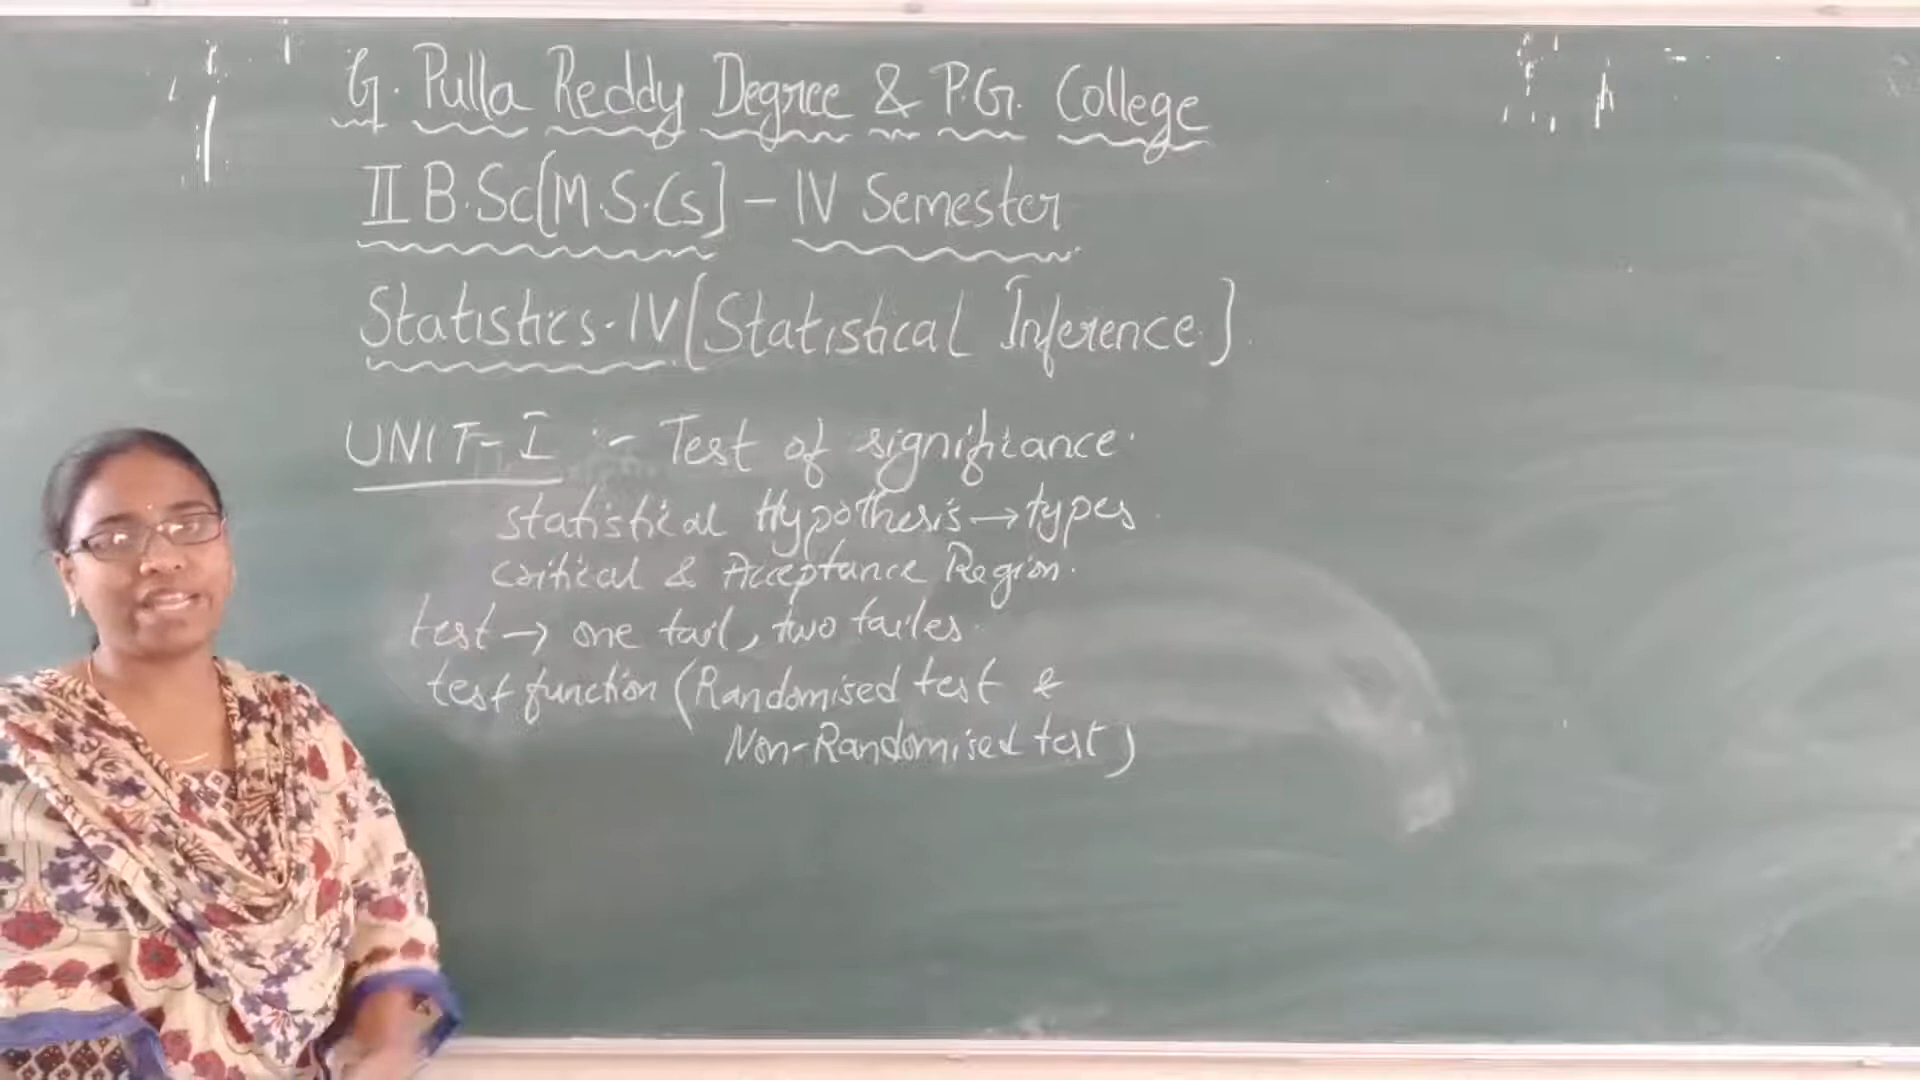 G. Pulla Reddy Degree & P.G. College
II B.Sc[M.S.Cs] - IV Semester
Statistics-IV [Statistical Inference]
UNIT-I :- Test of significance.
statistical Hypothesis → types
critical & Acceptance Region.
test → one tail, two tailes.
test function (Randomised test &
Non-Randomised test)